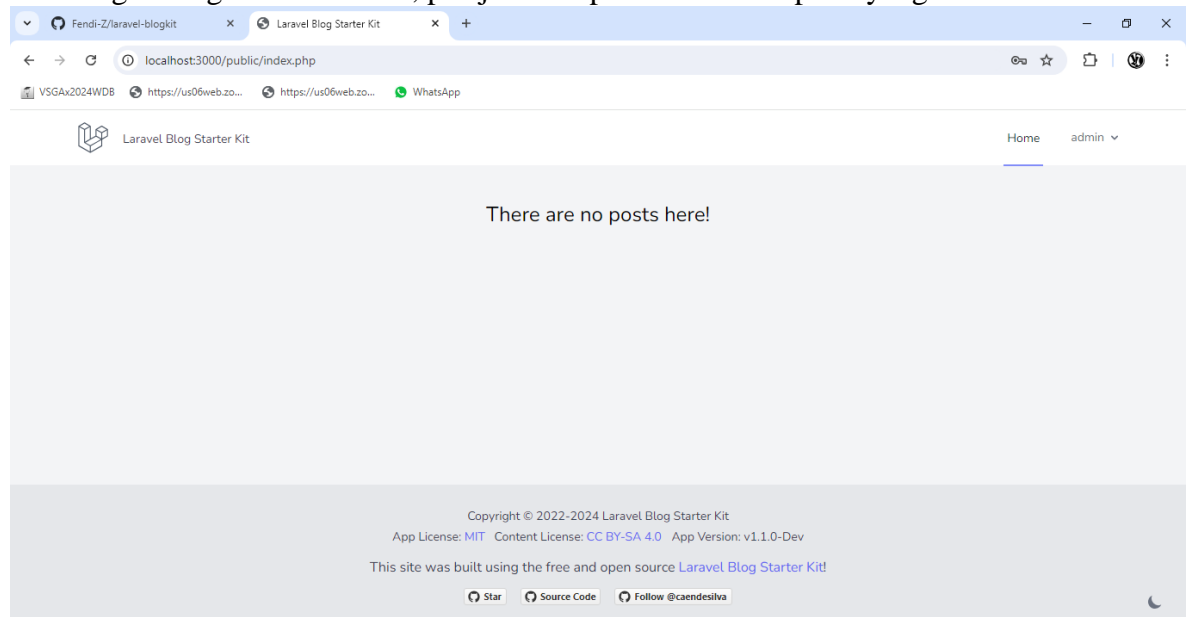 Fendi-Z/laravel-blogkit
Laravel Blog Starter Kit
localhost:3000/public/index.php
VSGAx2024WDB https://us06web.zo... https://us06web.zo... WhatsApp
Laravel Blog Starter Kit Home admin
There are no posts here!
Copyright © 2022-2024 Laravel Blog Starter Kit
App License: MIT Content License: CC BY-SA 4.0 App Version: v1.1.0-Dev
This site was built using the free and open source Laravel Blog Starter Kit!
Star Source Code Follow @caendesilva